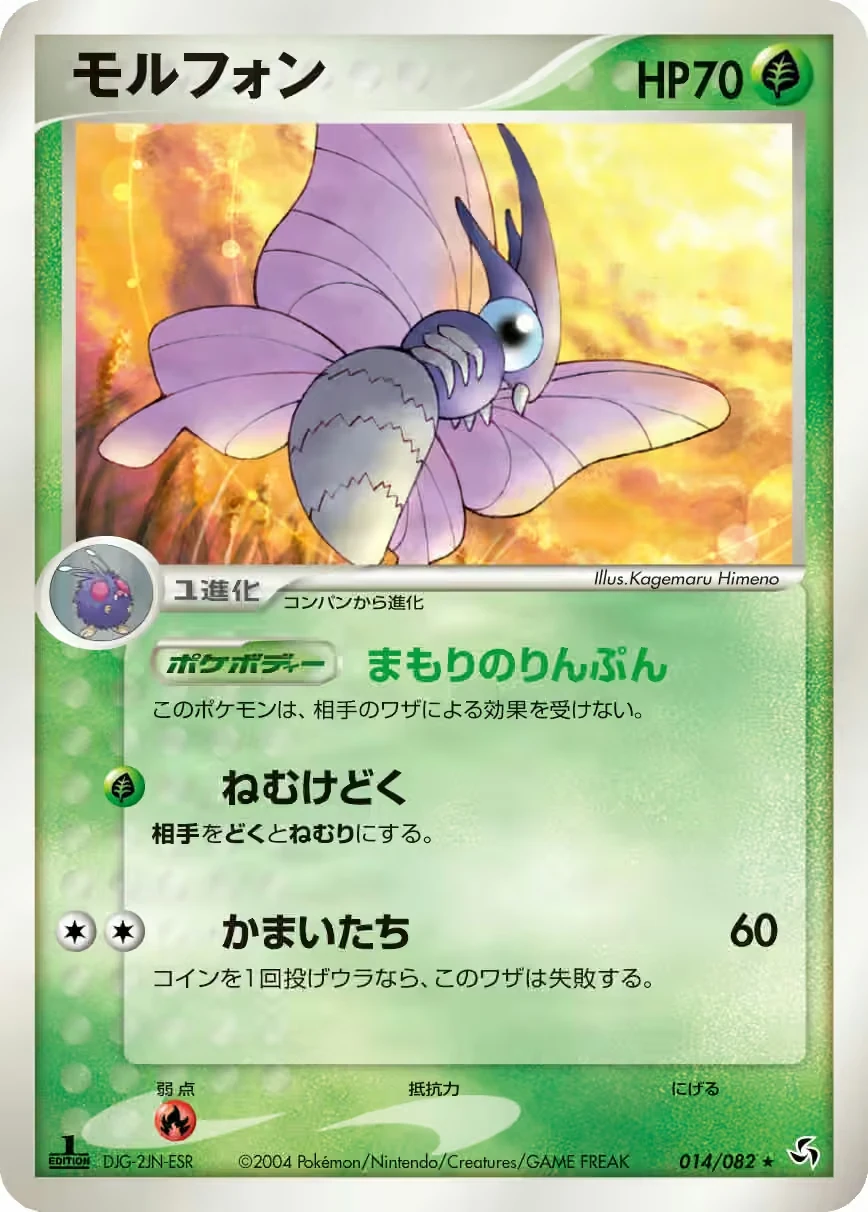 モルフォン HP70
Illus.Kagemaru Himeno
1進化
コンパンから進化
ポケボディー まもりのりんぷん
このポケモンは、相手のワザによる効果を受けない。
ねむけどく
相手をどくとねむりにする。
かまいたち 60
コインを1回投げウラなら、このワザは失敗する。
弱点 抵抗力 にげる
1 EDITION DJG-2JN-ESR ©2004 Pokémon/Nintendo/Creatures/GAME FREAK 014/082 ★